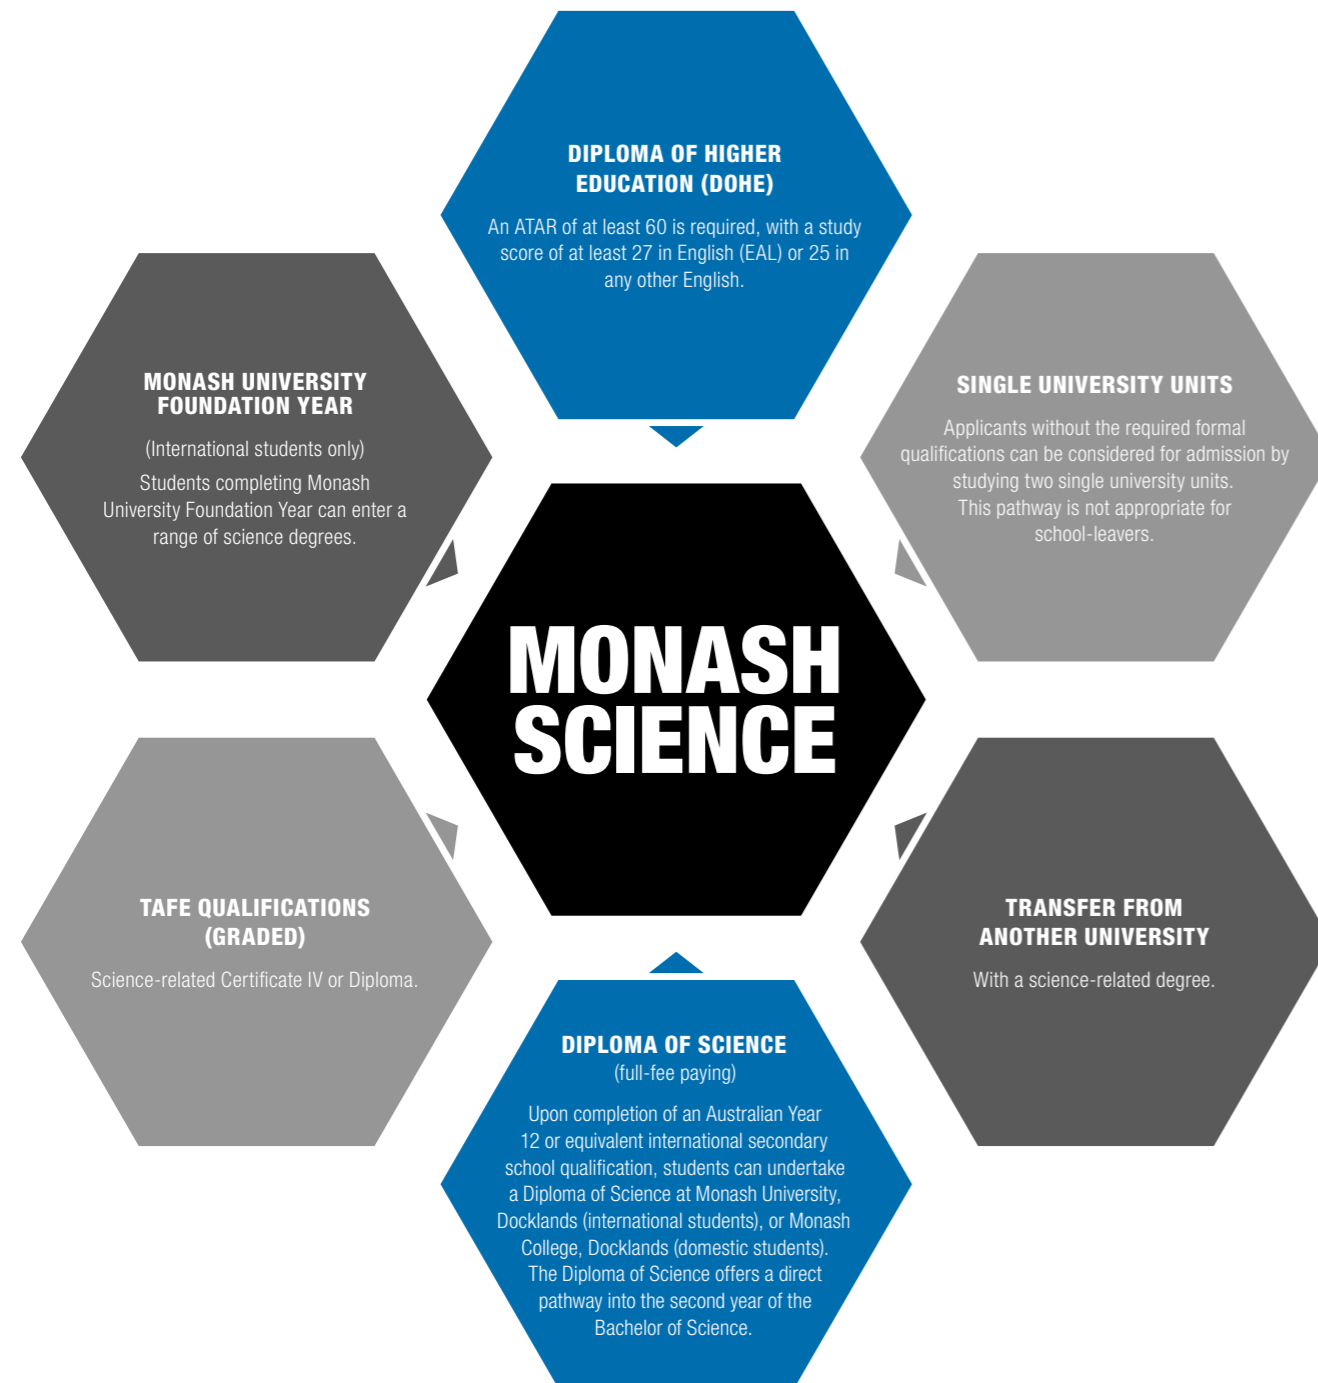 DIPLOMA OF HIGHER
EDUCATION (DOHE)
An ATAR of at least 60 is required, with a study
score of at least 27 in English (EAL) or 25 in
any other English.
MONASH UNIVERSITY
FOUNDATION YEAR
(International students only)
Students completing Monash
University Foundation Year can enter a
range of science degrees.
SINGLE UNIVERSITY UNITS
Applicants without the required formal
qualifications can be considered for admission by
studying two single university units.
This pathway is not appropriate for
school-leavers.
MONASH
SCIENCE
TAFE QUALIFICATIONS
(GRADED)
Science-related Certificate IV or Diploma.
TRANSFER FROM
ANOTHER UNIVERSITY
With a science-related degree.
DIPLOMA OF SCIENCE
(full-fee paying)
Upon completion of an Australian Year
12 or equivalent international secondary
school qualification, students can undertake
a Diploma of Science at Monash University,
Docklands (international students), or Monash
College, Docklands (domestic students).
The Diploma of Science offers a direct
pathway into the second year of the
Bachelor of Science.